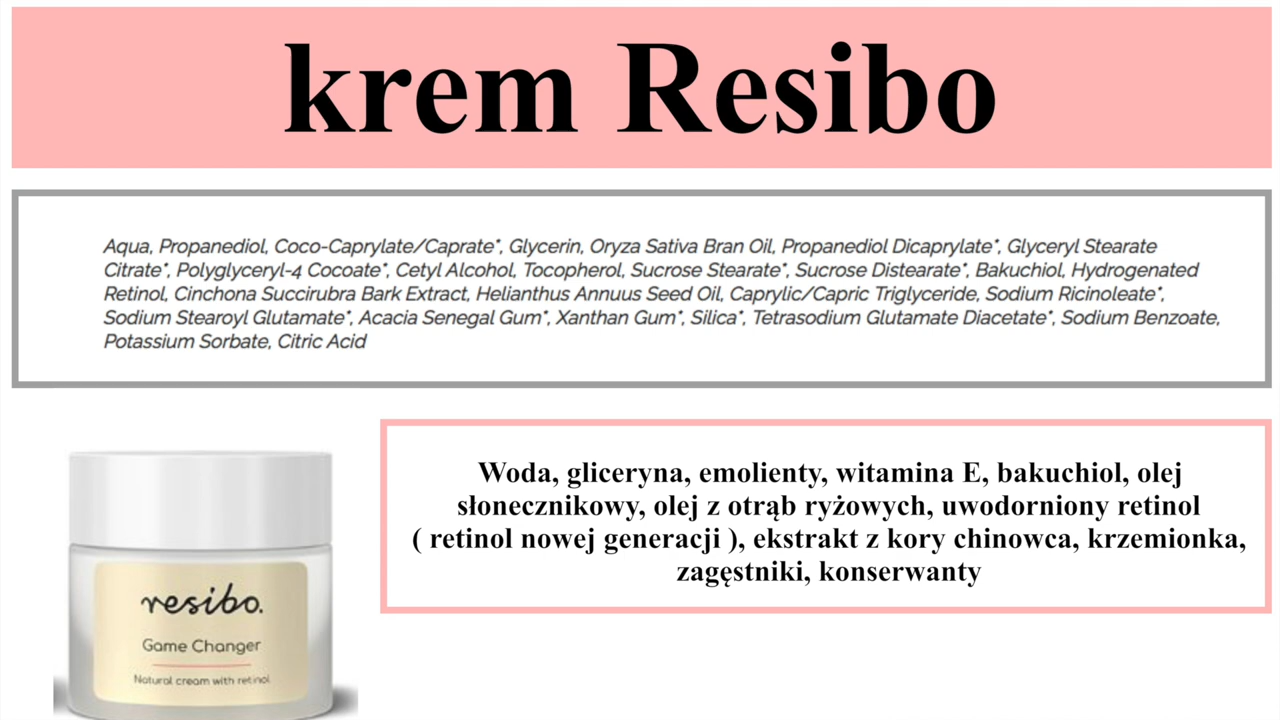 krem Resibo
Aqua, Propanediol, Coco-Caprylate/Caprate*, Glycerin, Oryza Sativa Bran Oil, Propanediol Dicaprylate*, Glyceryl Stearate
Citrate*, Polyglyceryl-4 Cocoate*, Cetyl Alcohol, Tocopherol, Sucrose Stearate*, Sucrose Distearate*, Bakuchiol, Hydrogenated
Retinol, Cinchona Succirubra Bark Extract, Helianthus Annuus Seed Oil, Caprylic/Capric Triglyceride, Sodium Ricinoleate*,
Sodium Stearoyl Glutamate*, Acacia Senegal Gum*, Xanthan Gum*, Silica*, Tetrasodium Glutamate Diacetate*, Sodium Benzoate,
Potassium Sorbate, Citric Acid
Woda, gliceryna, emolienty, witamina E, bakuchiol, olej
słonecznikowy, olej z otrąb ryżowych, uwodorniony retinol
( retinol nowej generacji ), ekstrakt z kory chinowca, krzemionka,
zagęstniki, konserwanty
resibo.
Game Changer
Natural cream with retinol